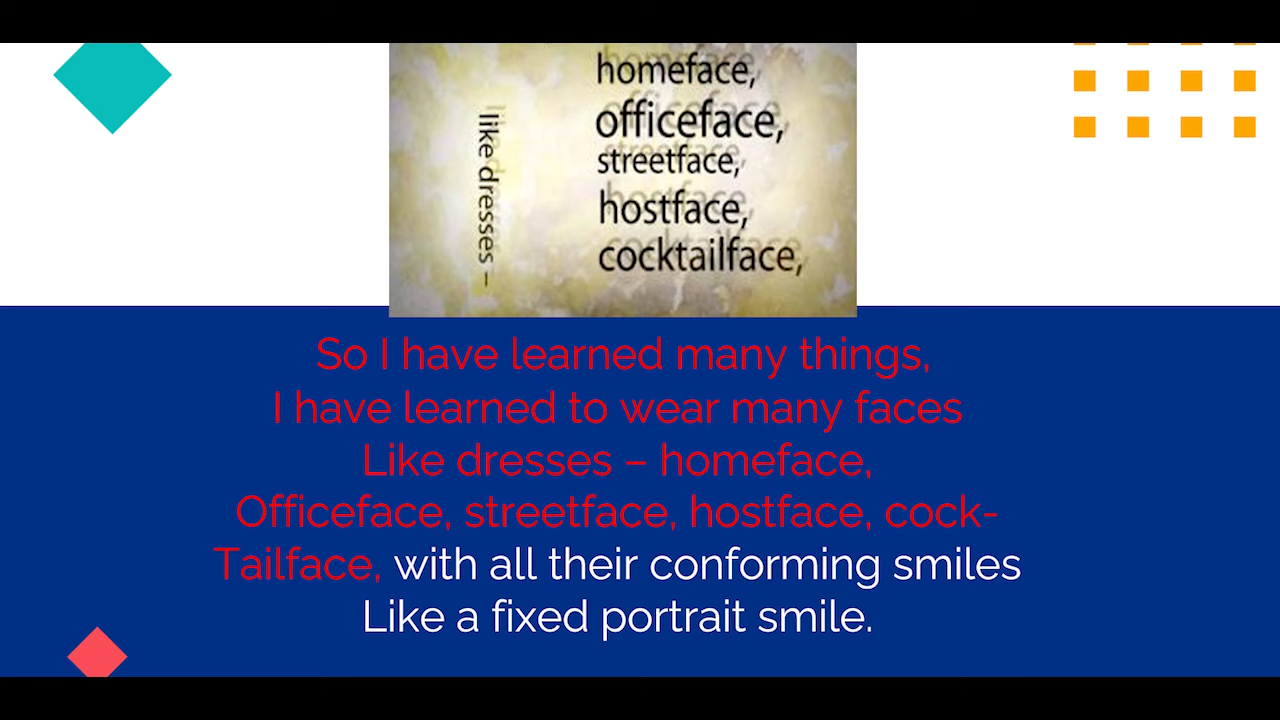 like dresses –
homeface,
officeface,
streetface,
hostface,
cocktailface,
So I have learned many things,
I have learned to wear many faces
Like dresses – homeface,
Officeface, streetface, hostface, cock-
Tailface, with all their conforming smiles
Like a fixed portrait smile.